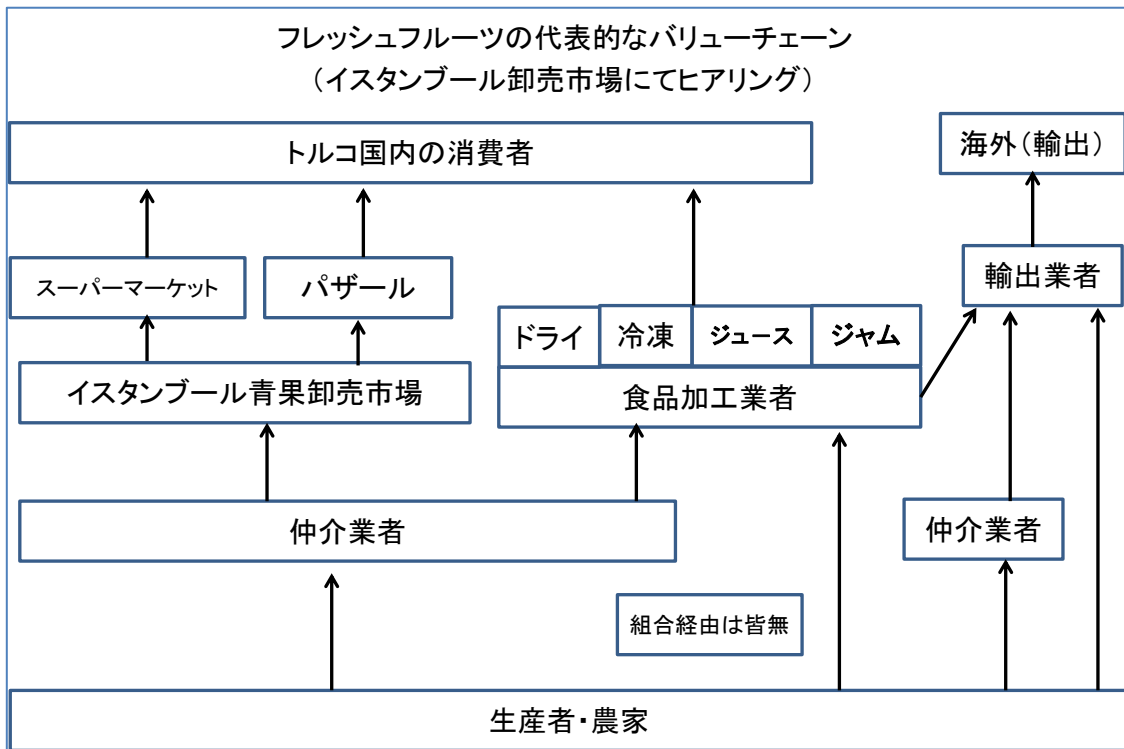 フレッシュフルーツの代表的なバリューチェーン
（イスタンブール卸売市場にてヒアリング）
トルコ国内の消費者
海外（輸出）
スーパーマーケット
パザール
輸出業者
ドライ
冷凍
ジュース
ジャム
イスタンブール青果卸売市場
食品加工業者
仲介業者
仲介業者
組合経由は皆無
生産者・農家